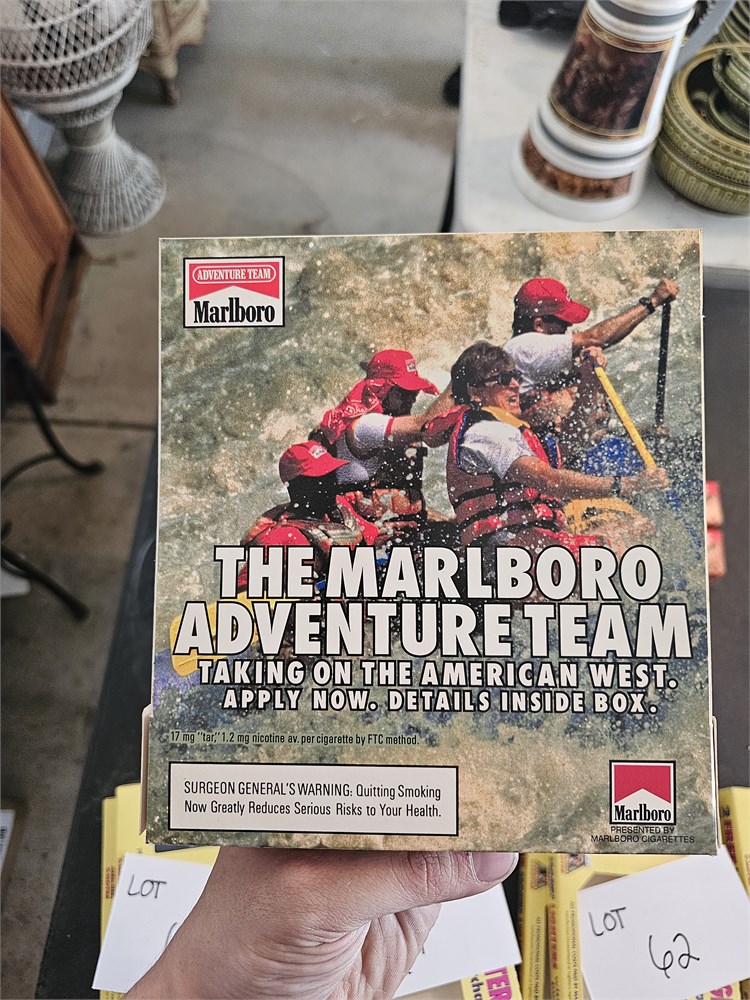 ADVENTURE TEAM
Marlboro
THE MARLBORO
ADVENTURE TEAM
TAKING ON THE AMERICAN WEST.
APPLY NOW. DETAILS INSIDE BOX.
17 mg "tar," 1.2 mg nicotine av. per cigarette by FTC method.
SURGEON GENERAL'S WARNING: Quitting Smoking
Now Greatly Reduces Serious Risks to Your Health.
Marlboro
PRESENTED BY
MARLBORO CIGARETTES
LOT
LOT
62